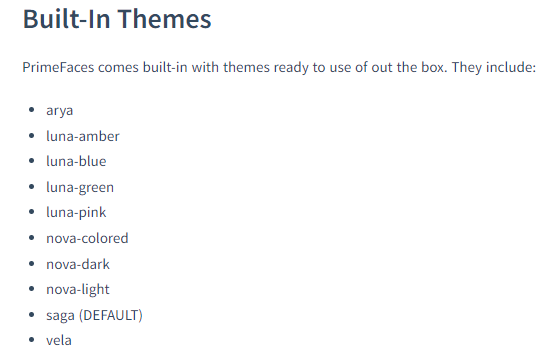 Built-In Themes
PrimeFaces comes built-in with themes ready to use of out the box. They include:
arya
luna-amber
luna-blue
luna-green
luna-pink
nova-colored
nova-dark
nova-light
saga (DEFAULT)
vela